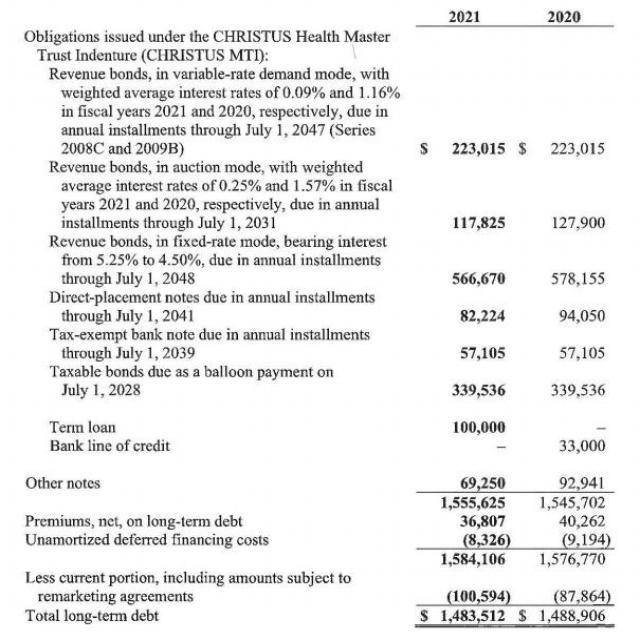 2021 2020
Obligations issued under the CHRISTUS Health Master
Trust Indenture (CHRISTUS MTI):
Revenue bonds, in variable-rate demand mode, with
weighted average interest rates of 0.09% and 1.16%
in fiscal years 2021 and 2020, respectively, due in
annual installments through July 1, 2047 (Series
2008C and 2009B) $ 223,015 $ 223,015
Revenue bonds, in auction mode, with weighted
average interest rates of 0.25% and 1.57% in fiscal
years 2021 and 2020, respectively, due in annual
installments through July 1, 2031 117,825 127,900
Revenue bonds, in fixed-rate mode, bearing interest
from 5.25% to 4.50%, due in annual installments
through July 1, 2048 566,670 578,155
Direct-placement notes due in annual installments
through July 1, 2041 82,224 94,050
Tax-exempt bank note due in annual installments
through July 1, 2039 57,105 57,105
Taxable bonds due as a balloon payment on
July 1, 2028 339,536 339,536
Term loan 100,000 –
Bank line of credit – 33,000
Other notes 69,250 92,941
1,555,625 1,545,702
Premiums, net, on long-term debt 36,807 40,262
Unamortized deferred financing costs (8,326) (9,194)
1,584,106 1,576,770
Less current portion, including amounts subject to
remarketing agreements (100,594) (87,864)
Total long-term debt $ 1,483,512 $ 1,488,906